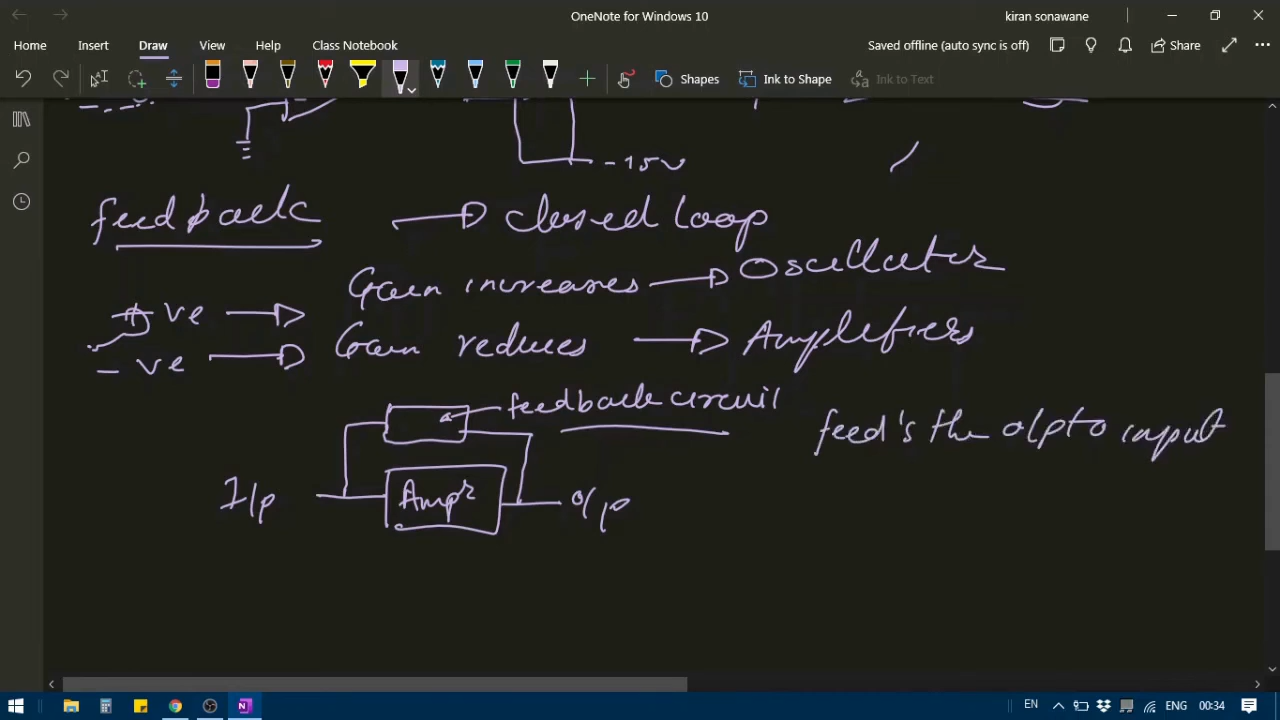 OneNote for Windows 10
kiran sonawane
Home Insert Draw View Help Class Notebook
Saved offline (auto sync is off)
Share
Shapes
Ink to Shape
Ink to Text
-15v
feedback → closed loop
+ ve → Gain increases → Oscillator
- ve → Gain reduces → Amplifiers
feedback circuit
feed's the o/p to input
I/p
Ampr
o/p
EN
ENG
00:34